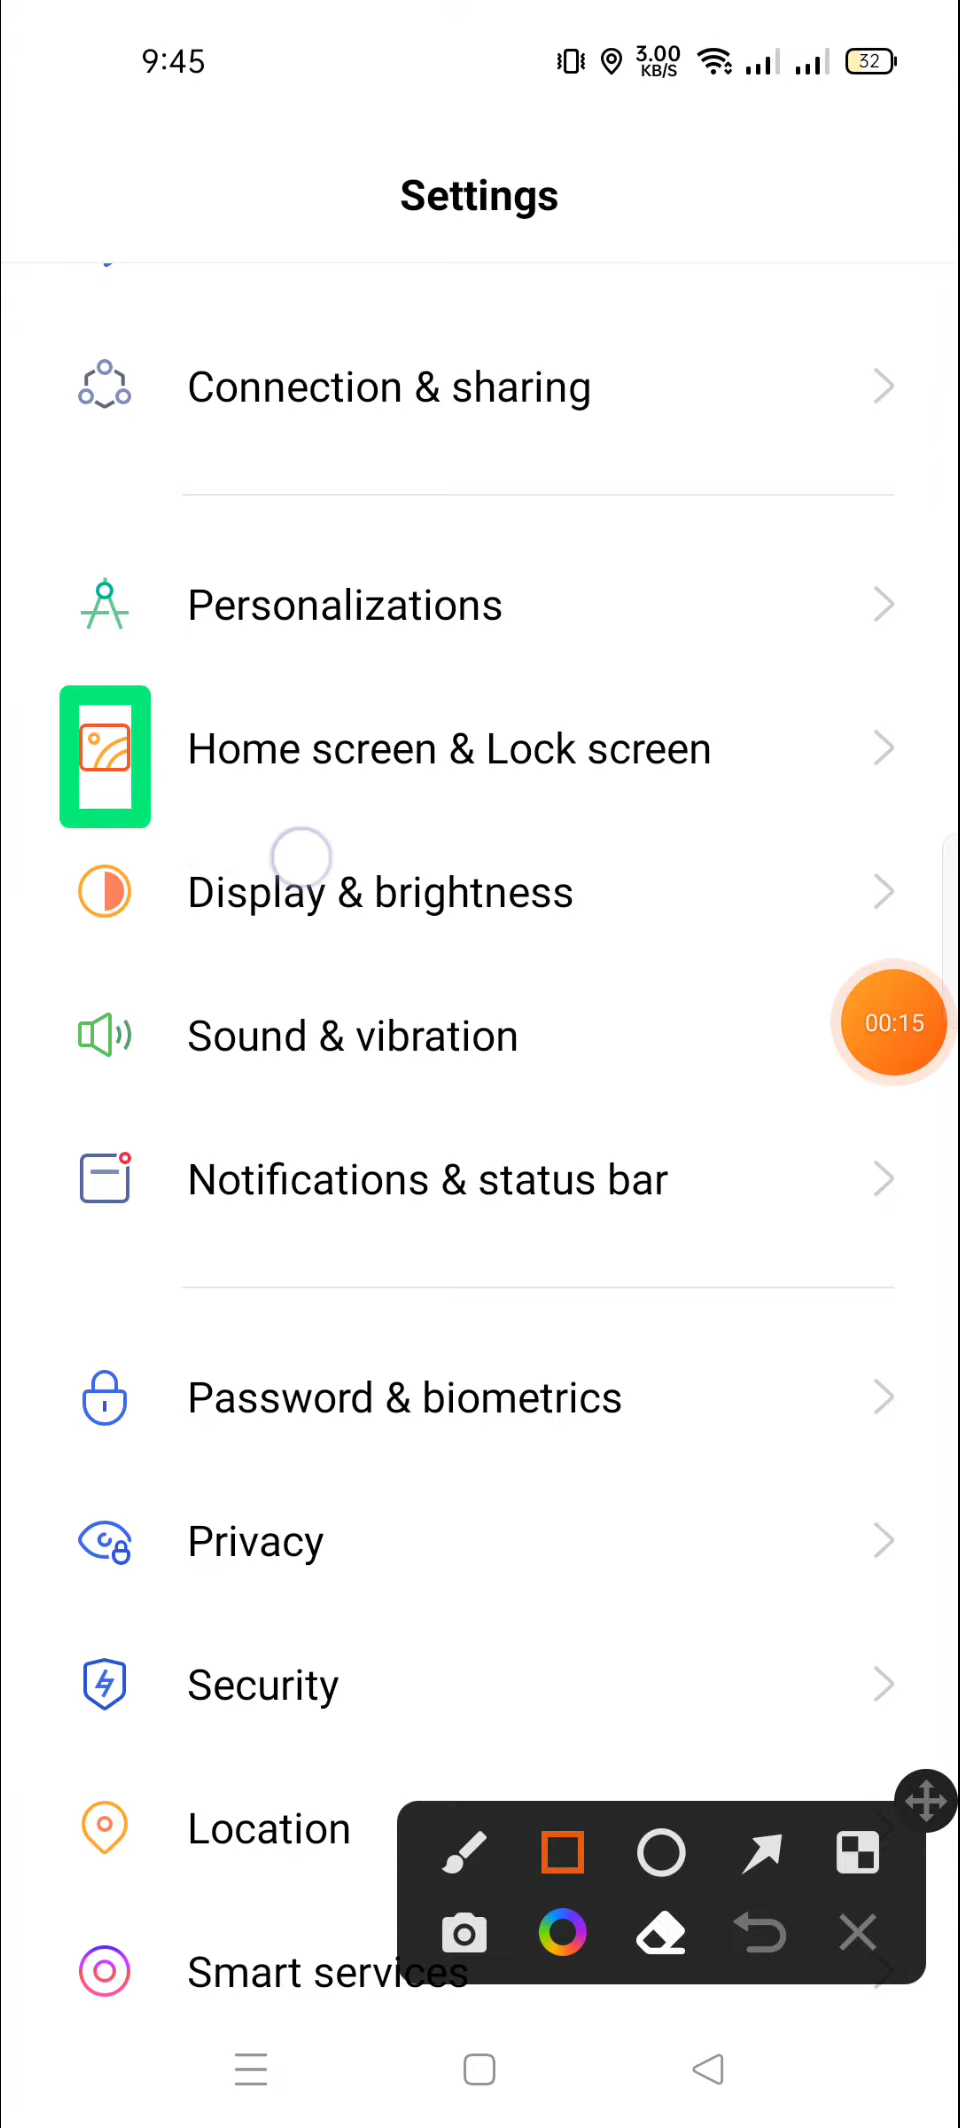 9:45
3.00
KB/S
32
Settings
Connection & sharing
Personalizations
Home screen & Lock screen
Display & brightness
Sound & vibration
00:15
Notifications & status bar
Password & biometrics
Privacy
Security
Location
Smart services